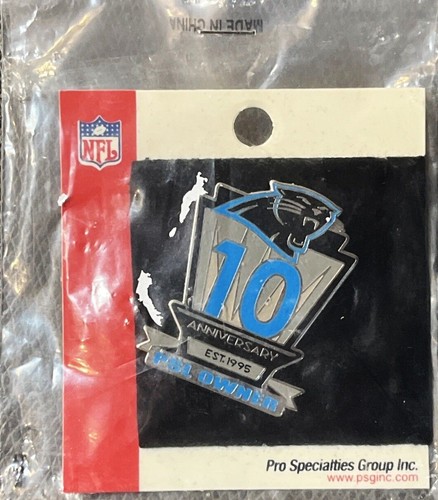 MADE IN CHINA
NFL
10
ANNIVERSARY
EST. 1995
PSL OWNER
Pro Specialties Group Inc.
www.psginc.com